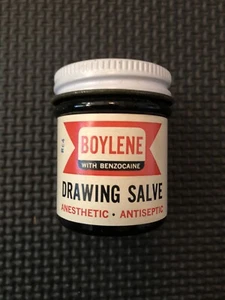 BOYLENE
WITH BENZOCAINE
DRAWING SALVE
ANESTHETIC • ANTISEPTIC